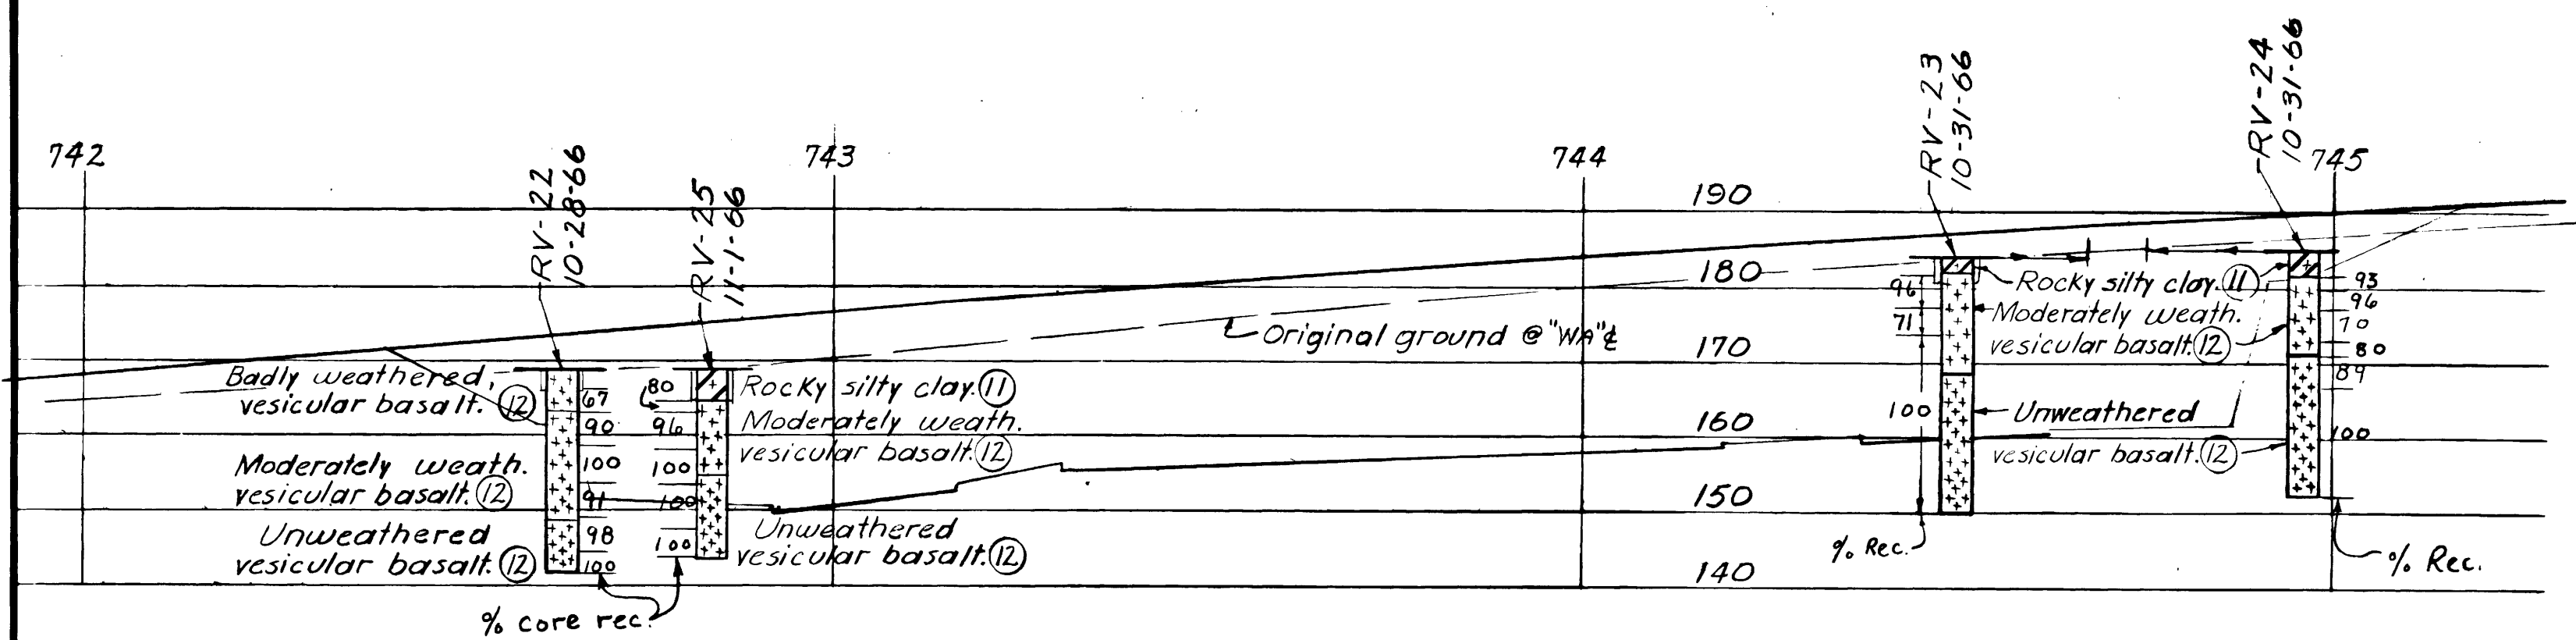 742
743
744
745
RV-22
10-28-66
RV-25
11-1-66
RV-23
10-31-66
RV-24
10-31-66
190
180
170
160
150
140
Original ground @ "WA" ℄
Badly weathered,
vesicular basalt. 12
Moderately weath.
vesicular basalt. 12
Unweathered
vesicular basalt. 12
67
90
100
91
98
100
80
96
100
100
100
% core rec.
Rocky silty clay. 11
Moderately weath.
vesicular basalt. 12
Unweathered
vesicular basalt. 12
96
71
100
% Rec.
Rocky silty clay. 11
Moderately weath.
vesicular basalt. 12
Unweathered
vesicular basalt. 12
93
96
70
80
89
100
% Rec.